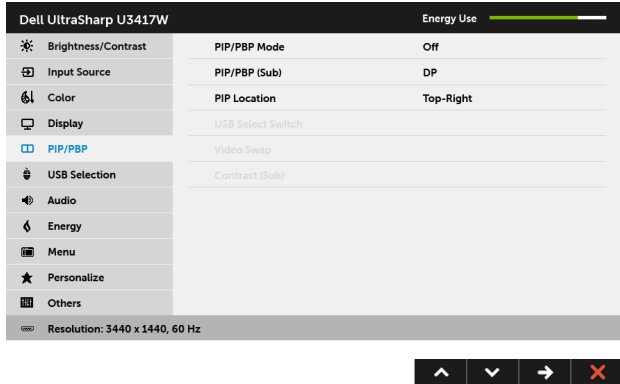 Dell UltraSharp U3417W Energy Use
Brightness/Contrast PIP/PBP Mode Off
Input Source PIP/PBP (Sub) DP
Color PIP Location Top-Right
Display USB Select Switch
PIP/PBP Video Swap
USB Selection Contrast (Sub)
Audio
Energy
Menu
Personalize
Others
Resolution: 3440 x 1440, 60 Hz